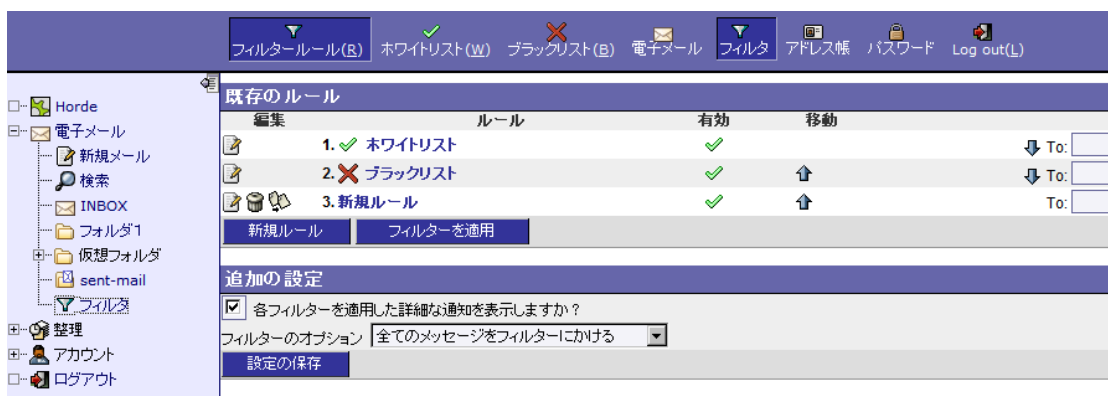 フィルタールール(R) ホワイトリスト(W) ブラックリスト(B) 電子メール フィルタ アドレス帳 パスワード Log out(L)
Horde
電子メール
新規メール
検索
INBOX
フォルダ1
仮想フォルダ
sent-mail
フィルタ
整理
アカウント
ログアウト
既存のルール
編集 ルール 有効 移動
1. ホワイトリスト To:
2. ブラックリスト To:
3. 新規ルール To:
新規ルール フィルターを適用
追加の設定
各フィルターを適用した詳細な通知を表示しますか?
フィルターのオプション 全てのメッセージをフィルターにかける
設定の保存